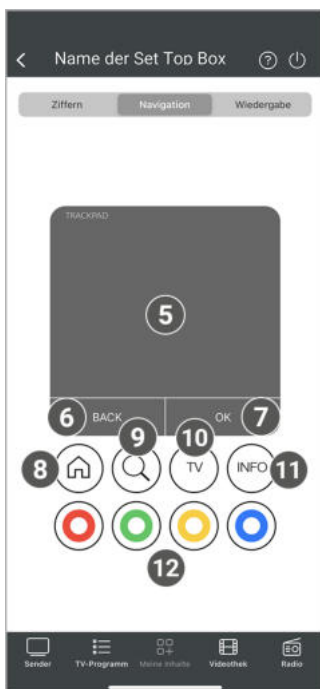 Name der Set Top Box ?
Ziffern Navigation Wiedergabe
TRACKPAD
5
6 BACK OK 7
9 10
8 TV INFO 11
12
Sender TV-Programm Meine Inhalte Videothek Radio